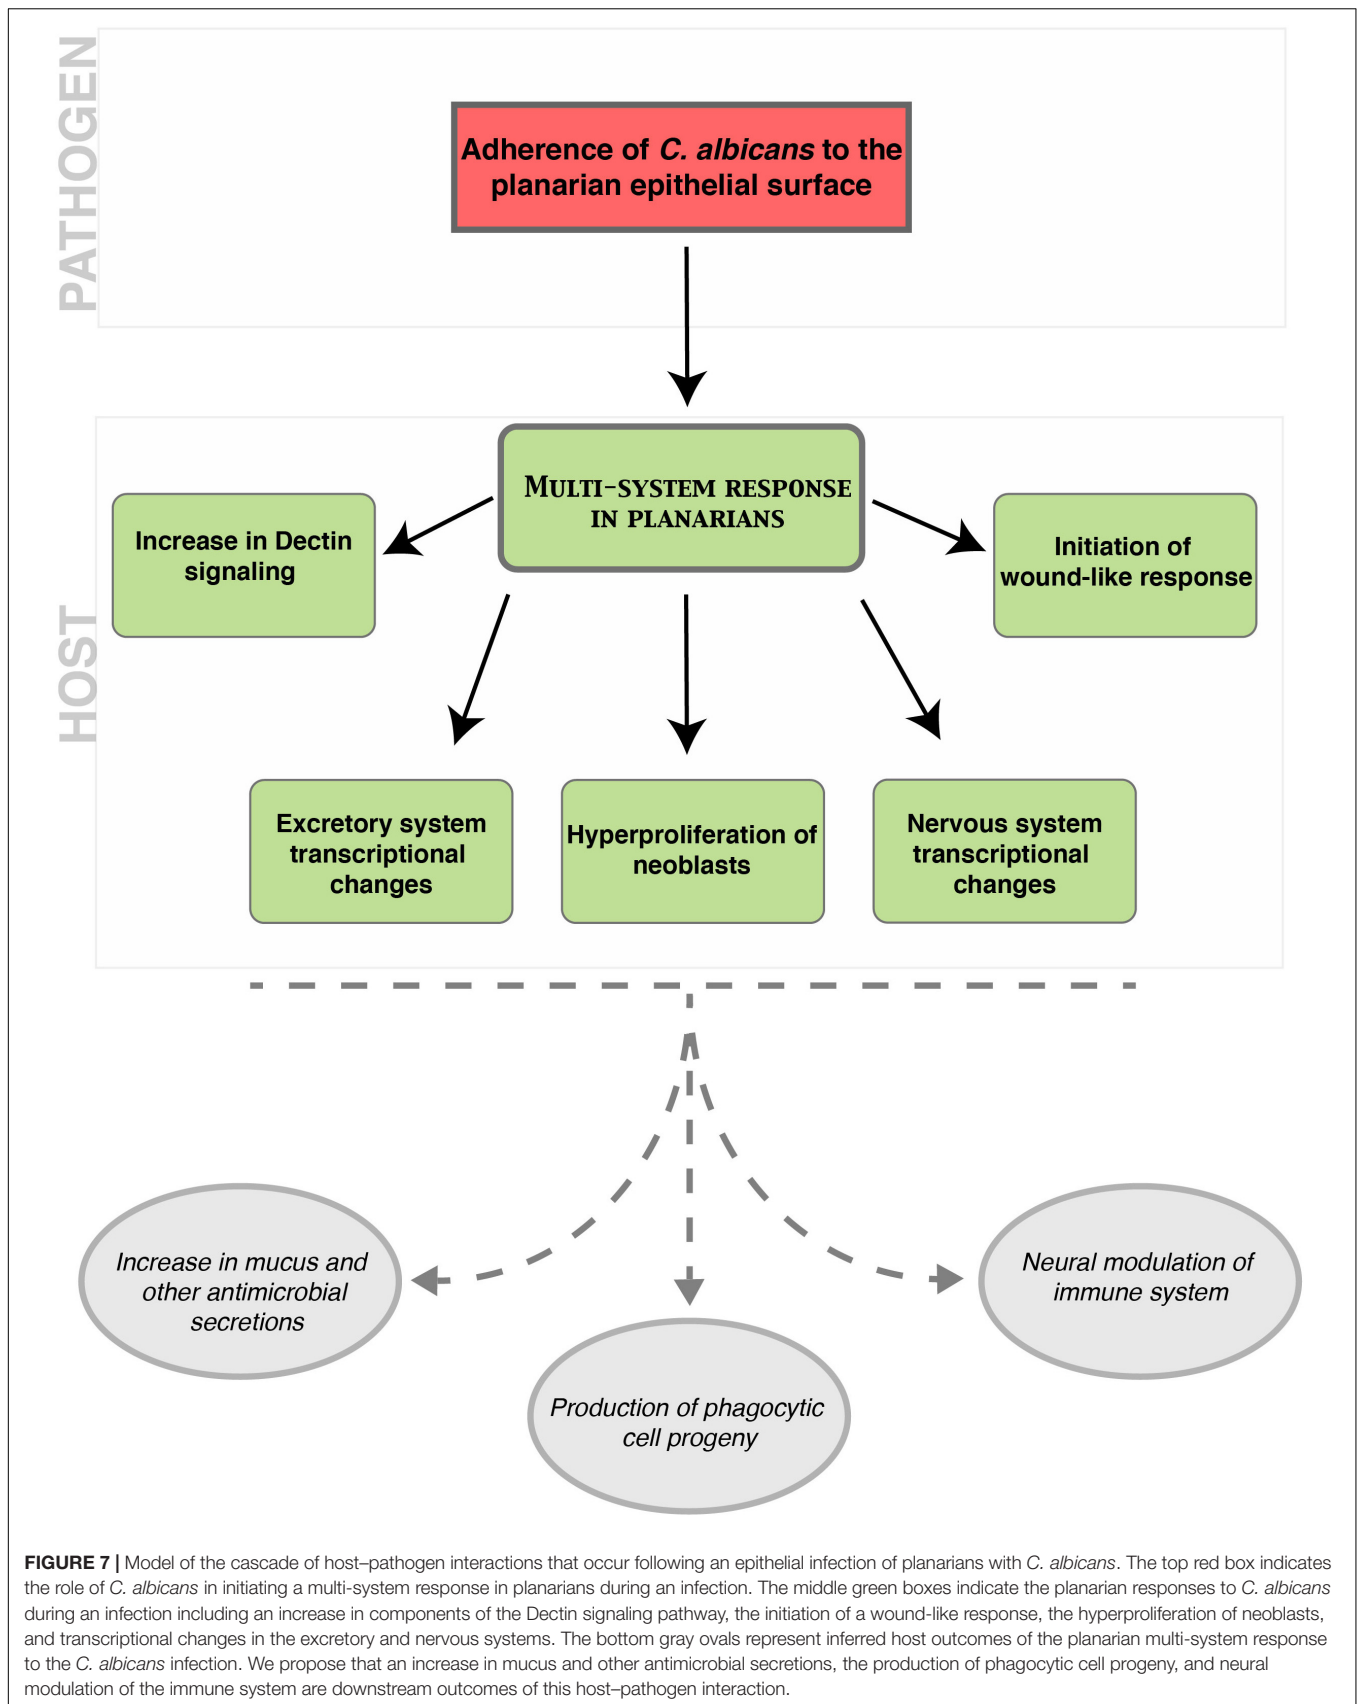 PATHOGEN
Adherence of C. albicans to the
planarian epithelial surface
HOST
MULTI-SYSTEM RESPONSE
IN PLANARIANS
Increase in Dectin
signaling
Initiation of
wound-like response
Excretory system
transcriptional
changes
Hyperproliferation of
neoblasts
Nervous system
transcriptional
changes
Increase in mucus and
other antimicrobial
secretions
Neural modulation of
immune system
Production of phagocytic
cell progeny
FIGURE 7 | Model of the cascade of host–pathogen interactions that occur following an epithelial infection of planarians with C. albicans. The top red box indicates
the role of C. albicans in initiating a multi-system response in planarians during an infection. The middle green boxes indicate the planarian responses to C. albicans
during an infection including an increase in components of the Dectin signaling pathway, the initiation of a wound-like response, the hyperproliferation of neoblasts,
and transcriptional changes in the excretory and nervous systems. The bottom gray ovals represent inferred host outcomes of the planarian multi-system response
to the C. albicans infection. We propose that an increase in mucus and other antimicrobial secretions, the production of phagocytic cell progeny, and neural
modulation of the immune system are downstream outcomes of this host–pathogen interaction.